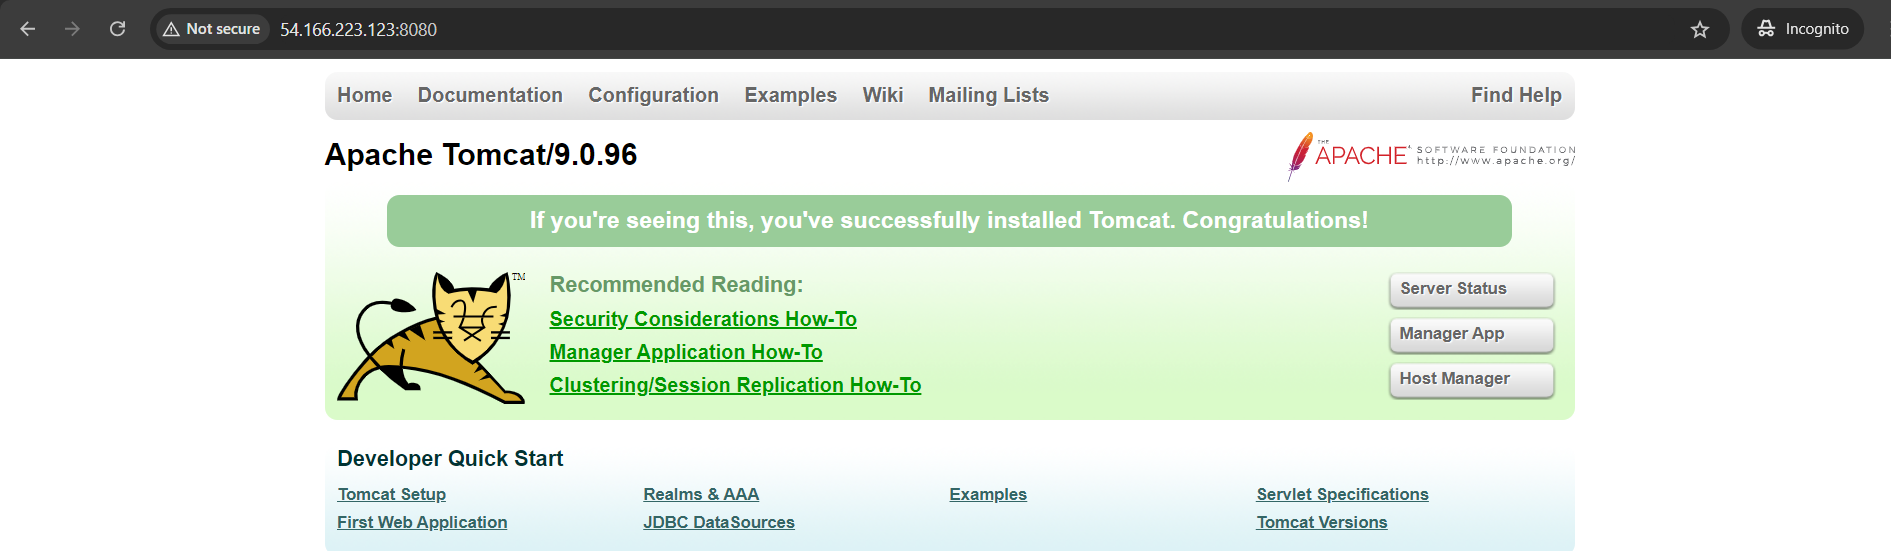 Not secure 54.166.223.123:8080 Incognito
Home Documentation Configuration Examples Wiki Mailing Lists Find Help
Apache Tomcat/9.0.96
THE APACHE SOFTWARE FOUNDATION
http://www.apache.org/
If you're seeing this, you've successfully installed Tomcat. Congratulations!
TM
Recommended Reading:
Security Considerations How-To
Manager Application How-To
Clustering/Session Replication How-To
Server Status
Manager App
Host Manager
Developer Quick Start
Tomcat Setup Realms & AAA Examples Servlet Specifications
First Web Application JDBC DataSources Tomcat Versions